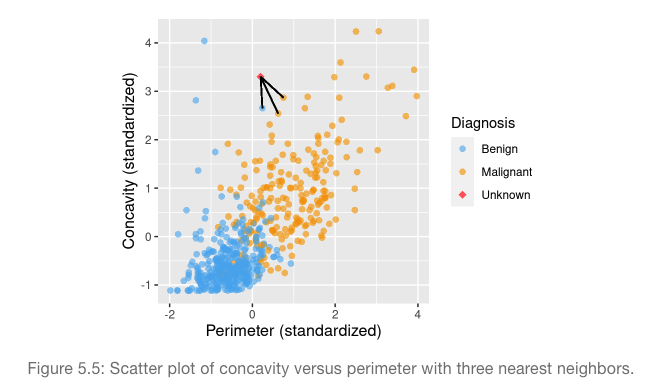 4
3
2
1
0
-1
-2
0
2
4
Concavity (standardized)
Perimeter (standardized)
Diagnosis
Benign
Malignant
Unknown
Figure 5.5: Scatter plot of concavity versus perimeter with three nearest neighbors.